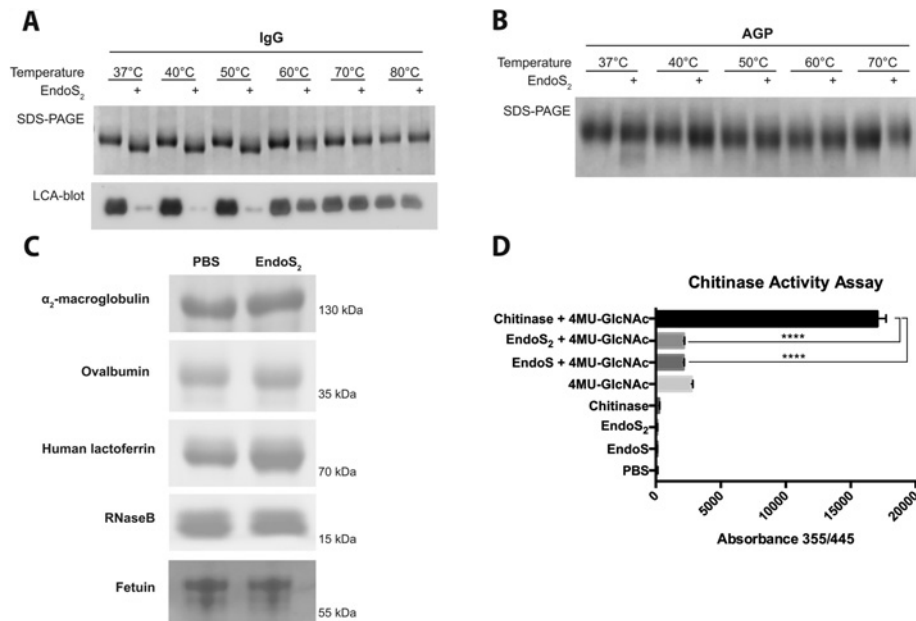 A
IgG
Temperature 37°C 40°C 50°C 60°C 70°C 80°C
EndoS₂ + + + + + +
SDS-PAGE
LCA-blot
B
AGP
Temperature 37°C 40°C 50°C 60°C 70°C
EndoS₂ + + + + +
SDS-PAGE
C
PBS EndoS₂
α₂-macroglobulin 130 kDa
Ovalbumin 35 kDa
Human lactoferrin 70 kDa
RNaseB 15 kDa
Fetuin 55 kDa
D
Chitinase Activity Assay
Chitinase + 4MU-GlcNAc
EndoS₂ + 4MU-GlcNAc ****
EndoS + 4MU-GlcNAc ****
4MU-GlcNAc
Chitinase
EndoS₂
EndoS
PBS
0 5000 10000 15000 20000
Absorbance 355/445